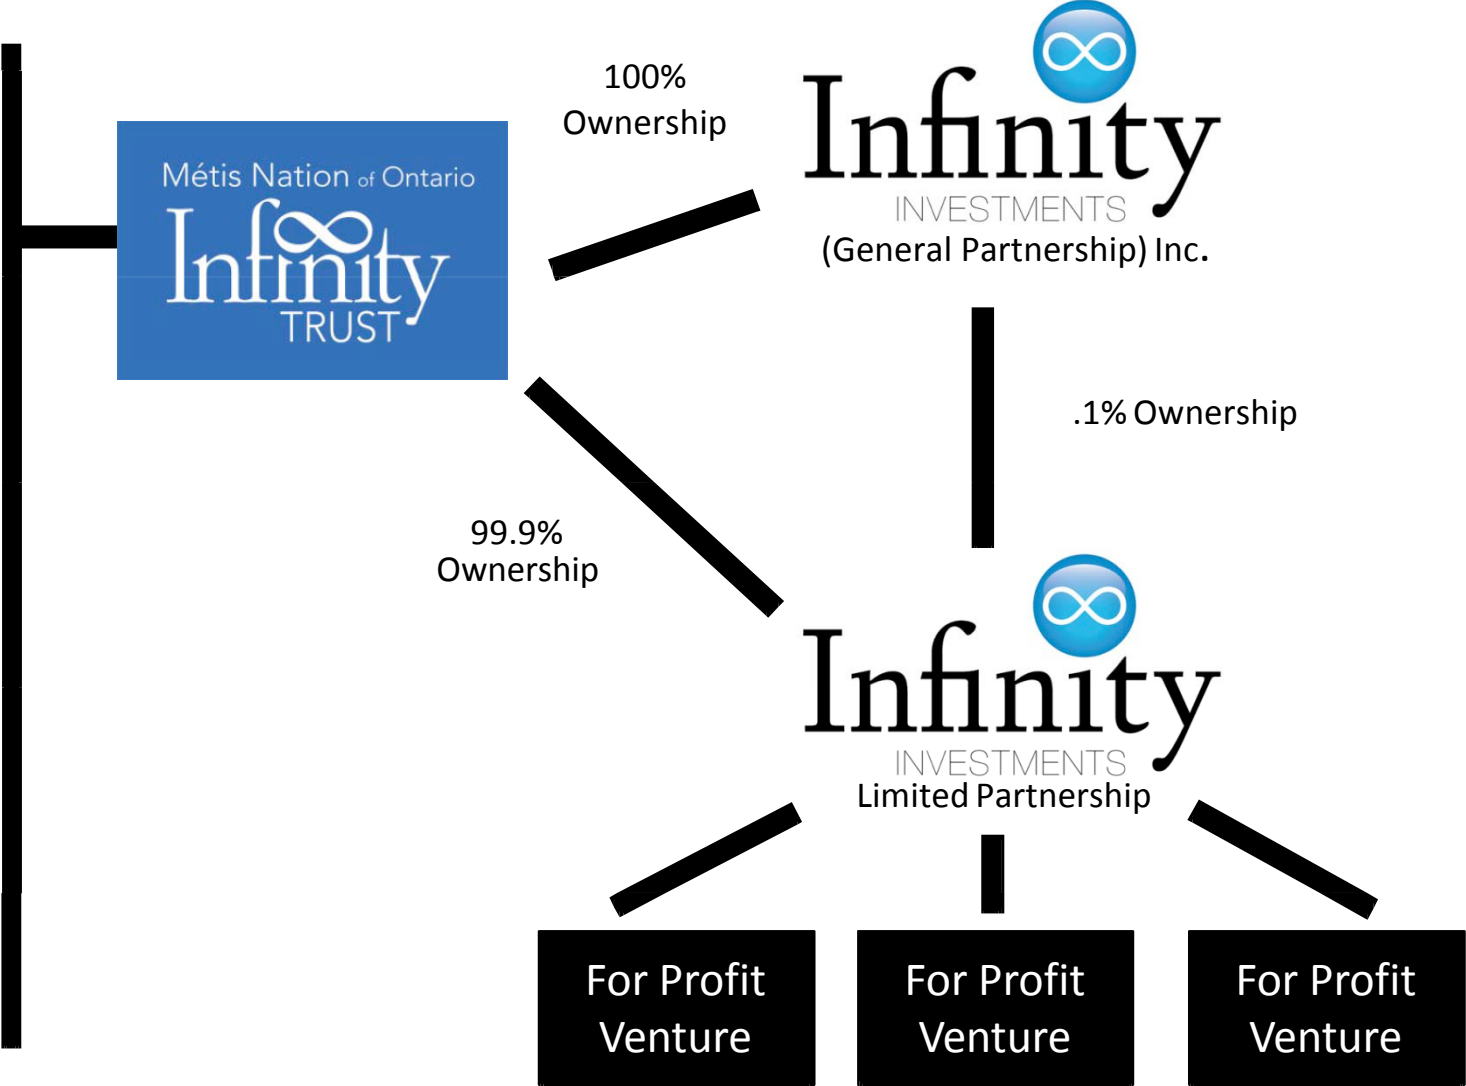 100%
Ownership
Infinity
INVESTMENTS
(General Partnership) Inc.
Métis Nation of Ontario
Infinity
TRUST
.1% Ownership
99.9%
Ownership
Infinity
INVESTMENTS
Limited Partnership
For Profit
Venture
For Profit
Venture
For Profit
Venture